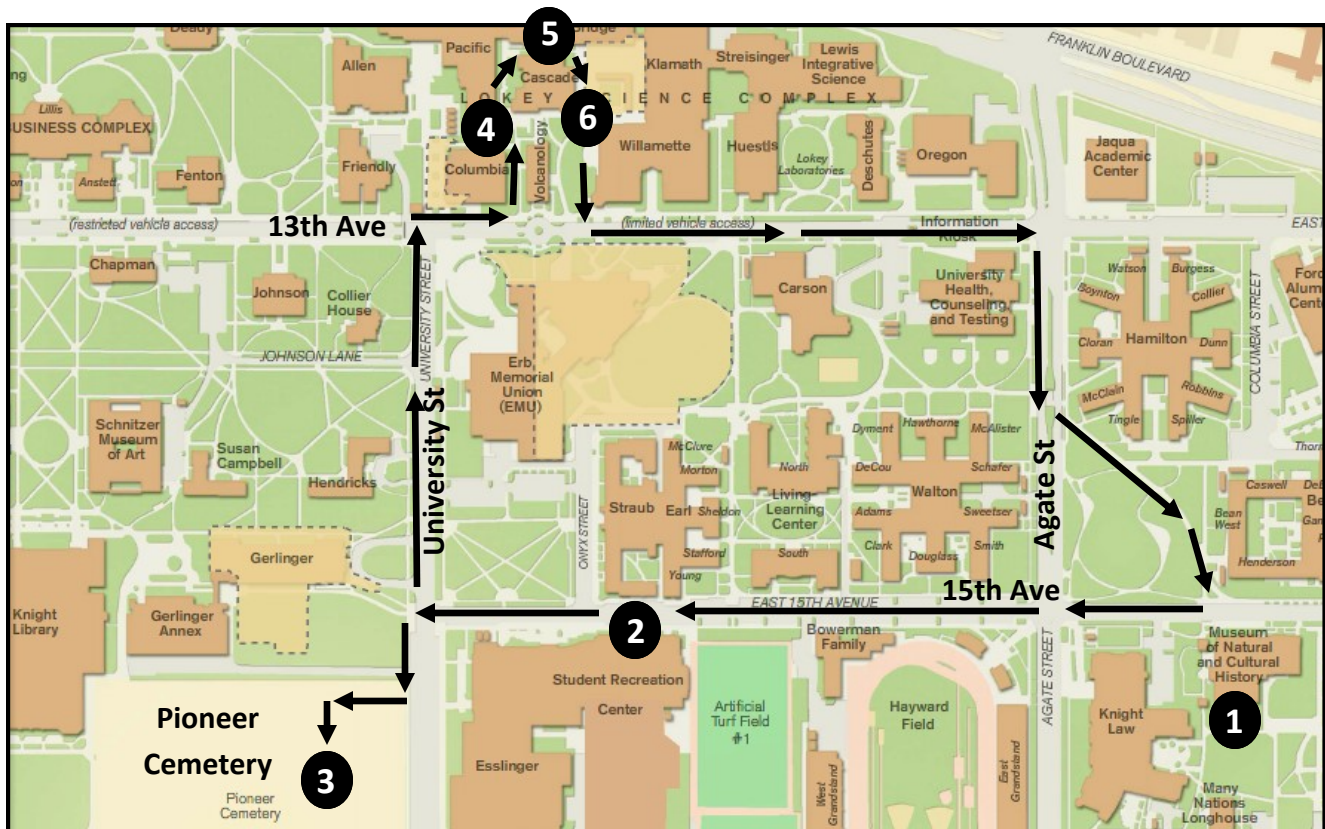 Deady
Pacific
5
bridge
Klamath
Streisinger
Lewis
Integrative
Science
FRANKLIN BOULEVARD
Allen
Cascade
LOKEY SCIENCE COMPLEX
Lillis
BUSINESS COMPLEX
4
6
Friendly
Columbia
Volcanology
Willamette
Huestis
Lokey
Laboratories
Deschutes
Oregon
Jaqua
Academic
Center
Anstett
Fenton
(restricted vehicle access)
13th Ave
(limited vehicle access)
Information
Kiosk
EAST
Chapman
Johnson
Collier
House
UNIVERSITY STREET
JOHNSON LANE
Erb
Memorial
Union
(EMU)
Carson
University
Health,
Counseling,
and Testing
Watson
Burgess
Boynton
Collier
Cloran
Hamilton
Dunn
McClain
Robbins
Tingle
Spiller
COLUMBIA STREET
Ford
Alumni
Center
Schnitzer
Museum
of Art
Susan
Campbell
Hendricks
University St
McClure
Morton
Straub
Earl
Sheldon
Stafford
Young
ONYX STREET
North
Living-
Learning
Center
South
Dyment
Hawthorne
McAlister
DeCou
Schafer
Walton
Adams
Sweetser
Clark
Douglass
Smith
Agate St
Caswell
Bean
West
Henderson
Knight
Library
Gerlinger
Gerlinger
Annex
EAST 15TH AVENUE
15th Ave
2
Student Recreation
Center
Esslinger
Artificial
Turf Field
#1
Bowerman
Family
Hayward
Field
West
Grandstand
East
Grandstand
AGATE STREET
Knight
Law
Museum
of Natural
and Cultural
History
1
Many
Nations
Longhouse
Pioneer
Cemetery
3
Pioneer
Cemetery